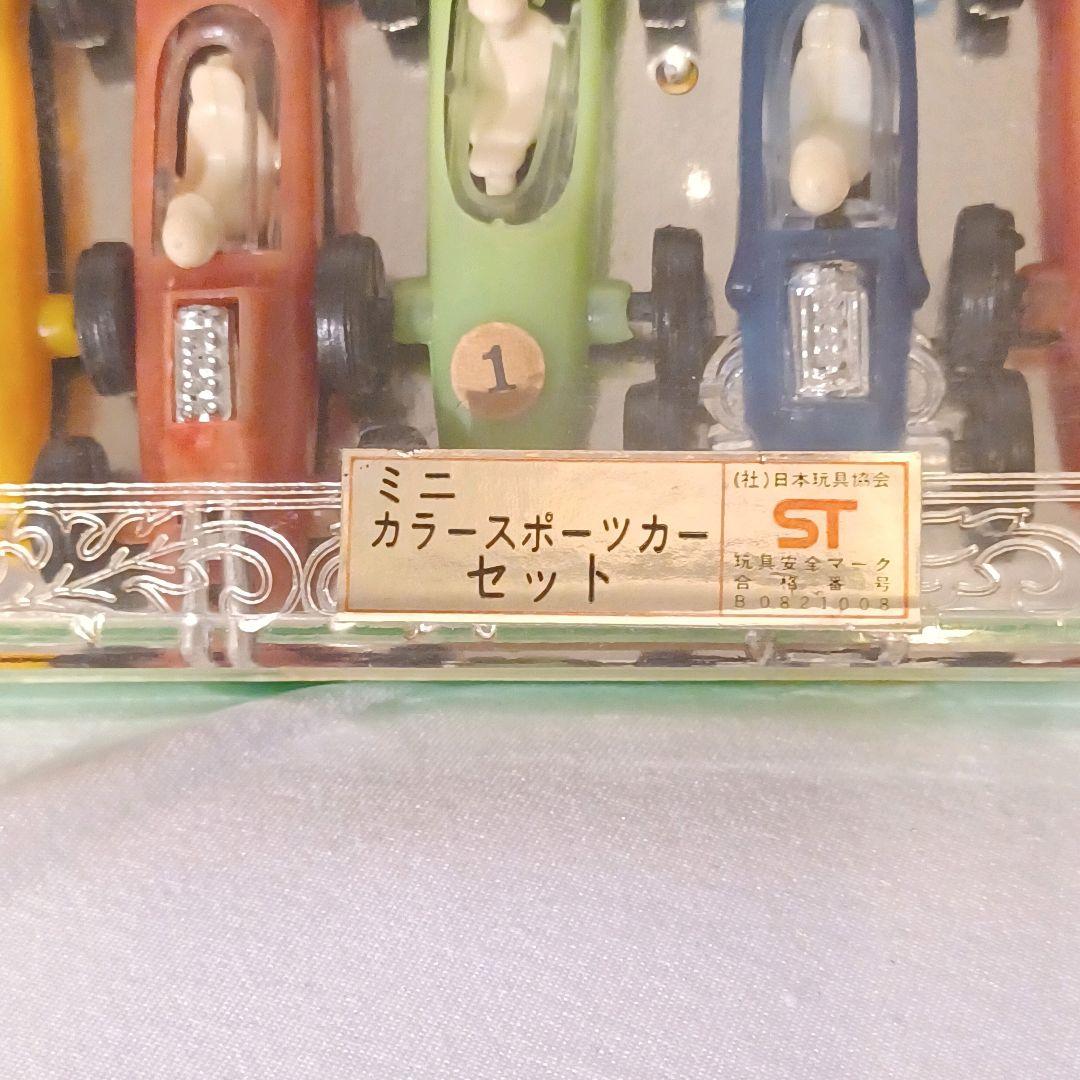 1
ミニ
カラースポーツカー
セット
(社)日本玩具協会
ST
玩具安全マーク
合格番号
B0821008